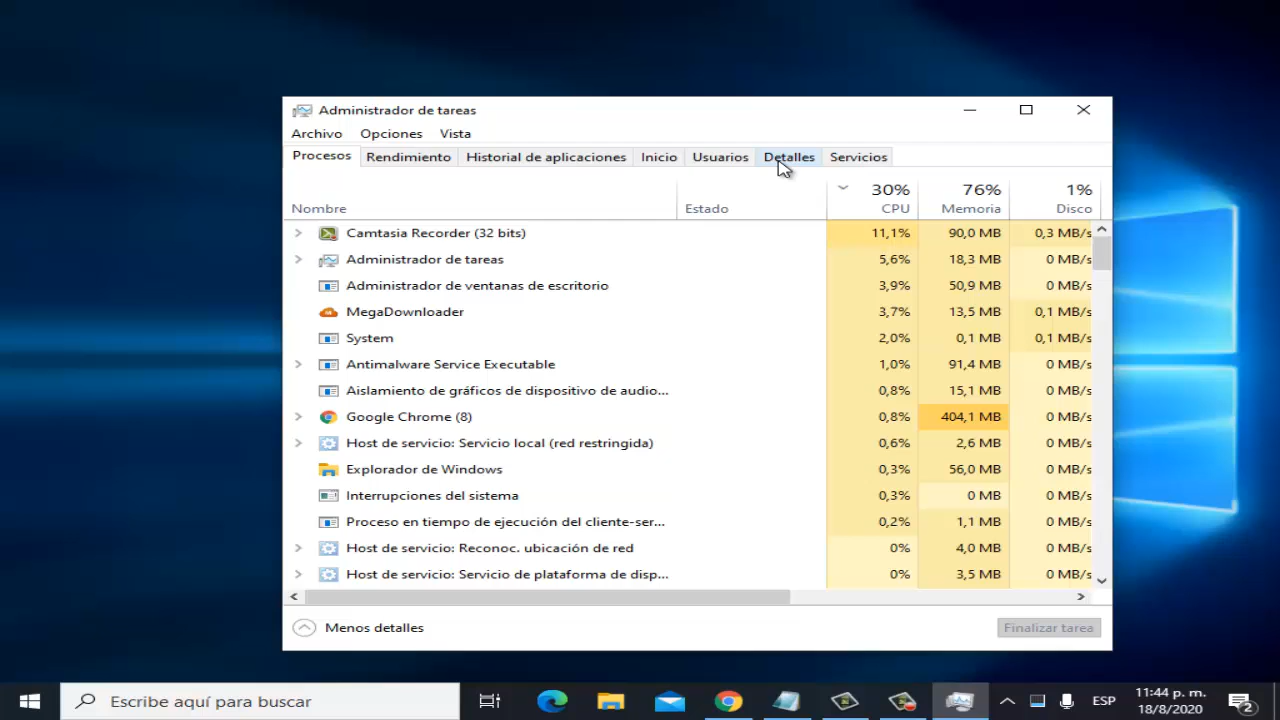 Administrador de tareas
Archivo Opciones Vista
Procesos Rendimiento Historial de aplicaciones Inicio Usuarios Detalles Servicios
30% 76% 1%
Nombre Estado CPU Memoria Disco
Camtasia Recorder (32 bits) 11,1% 90,0 MB 0,3 MB/s
Administrador de tareas 5,6% 18,3 MB 0 MB/s
Administrador de ventanas de escritorio 3,9% 50,9 MB 0 MB/s
MegaDownloader 3,7% 13,5 MB 0,1 MB/s
System 2,0% 0,1 MB 0,1 MB/s
Antimalware Service Executable 1,0% 91,4 MB 0 MB/s
Aislamiento de gráficos de dispositivo de audio... 0,8% 15,1 MB 0 MB/s
Google Chrome (8) 0,8% 404,1 MB 0 MB/s
Host de servicio: Servicio local (red restringida) 0,6% 2,6 MB 0 MB/s
Explorador de Windows 0,3% 56,0 MB 0 MB/s
Interrupciones del sistema 0,3% 0 MB 0 MB/s
Proceso en tiempo de ejecución del cliente-ser... 0,2% 1,1 MB 0 MB/s
Host de servicio: Reconoc. ubicación de red 0% 4,0 MB 0 MB/s
Host de servicio: Servicio de plataforma de disp... 0% 3,5 MB 0 MB/s
Menos detalles Finalizar tarea
Escribe aquí para buscar ESP 11:44 p. m.
18/8/2020 2